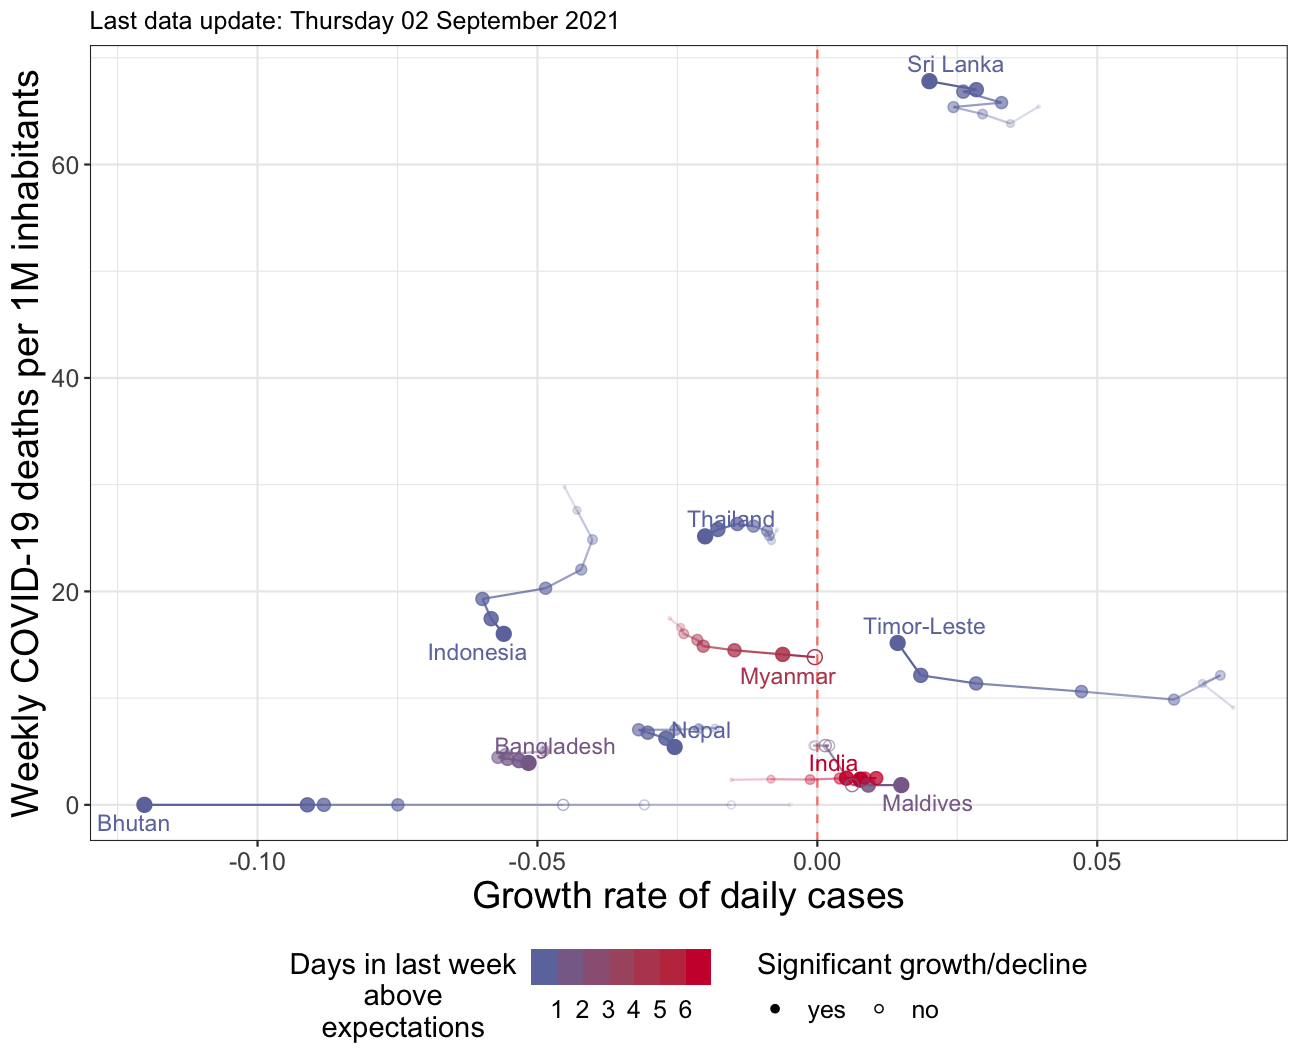 Last data update: Thursday 02 September 2021
Weekly COVID-19 deaths per 1M inhabitants
60
40
20
0
Sri Lanka
Thailand
Indonesia
Timor-Leste
Myanmar
Nepal
Bangladesh
India
Maldives
Bhutan
-0.10 -0.05 0.00 0.05
Growth rate of daily cases
Days in last week
above
expectations
1 2 3 4 5 6
Significant growth/decline
yes no